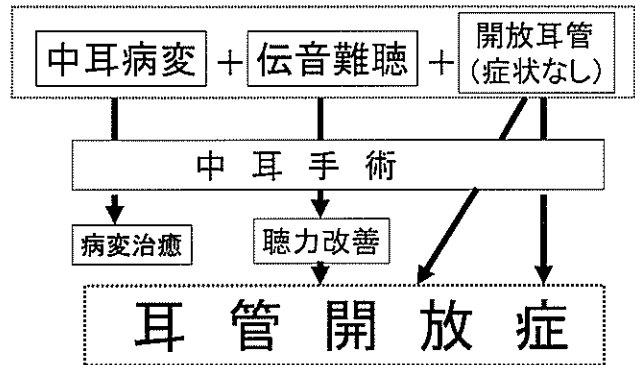 中耳病変 + 伝音難聴 + 開放耳管
(症状なし)
中耳手術
病変治癒
聴力改善
耳管開放症